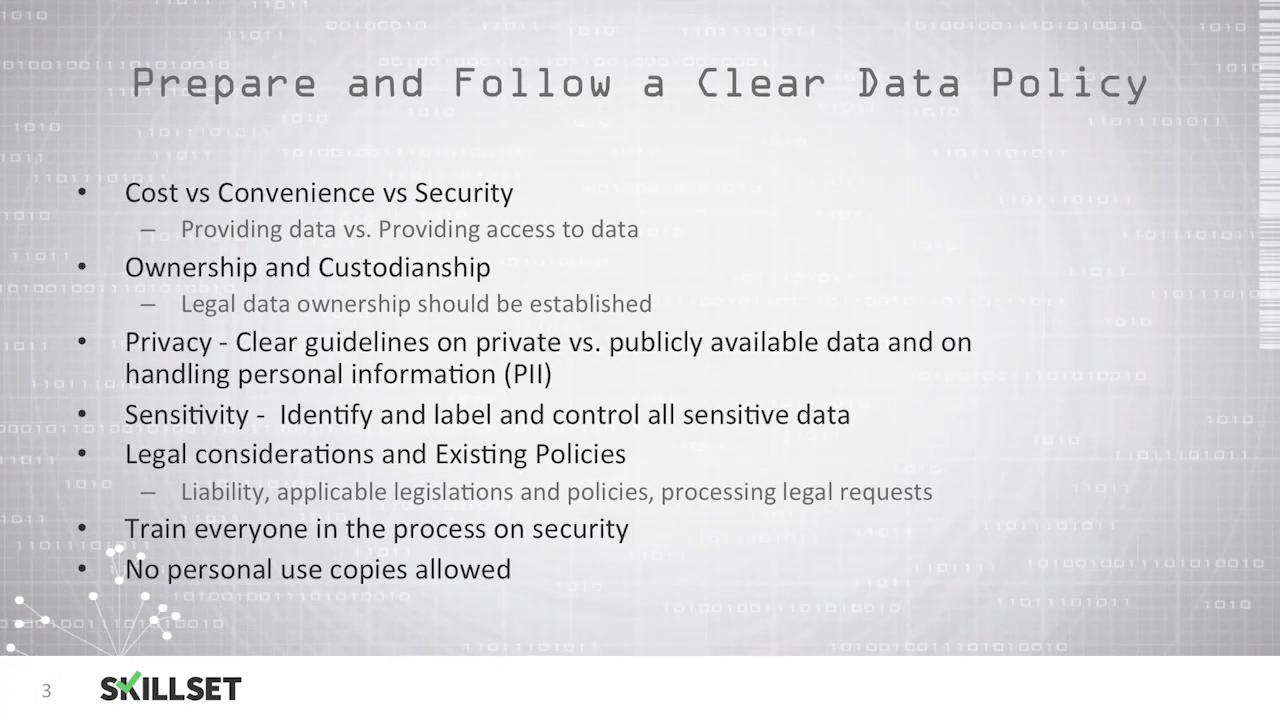 Prepare and Follow a Clear Data Policy
• Cost vs Convenience vs Security
– Providing data vs. Providing access to data
• Ownership and Custodianship
– Legal data ownership should be established
• Privacy - Clear guidelines on private vs. publicly available data and on
handling personal information (PII)
• Sensitivity - Identify and label and control all sensitive data
• Legal considerations and Existing Policies
– Liability, applicable legislations and policies, processing legal requests
• Train everyone in the process on security
• No personal use copies allowed
3
SKILLSET